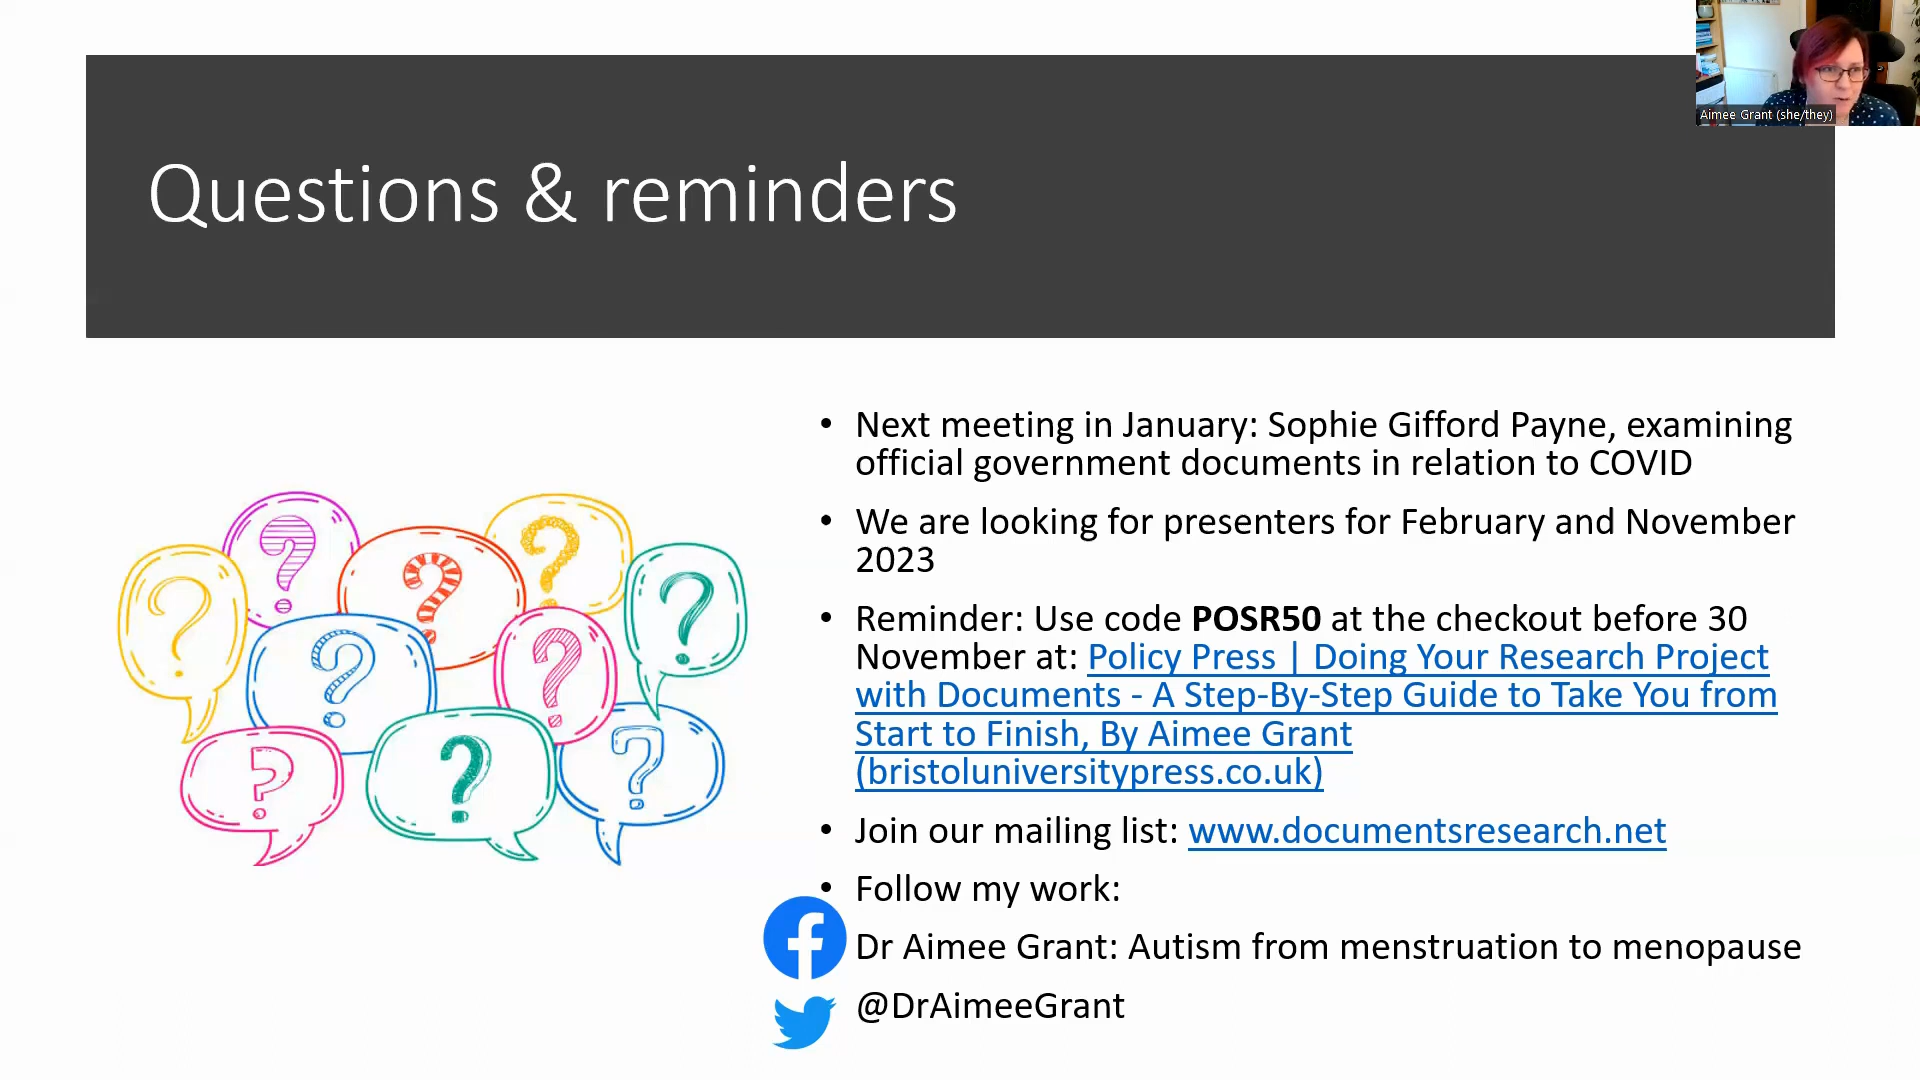 Aimee Grant (she/they)
Questions & reminders
• Next meeting in January: Sophie Gifford Payne, examining
official government documents in relation to COVID
• We are looking for presenters for February and November
2023
• Reminder: Use code POSR50 at the checkout before 30
November at: Policy Press | Doing Your Research Project
with Documents - A Step-By-Step Guide to Take You from
Start to Finish, By Aimee Grant
(bristoluniversitypress.co.uk)
• Join our mailing list: www.documentsresearch.net
• Follow my work:
Dr Aimee Grant: Autism from menstruation to menopause
@DrAimeeGrant